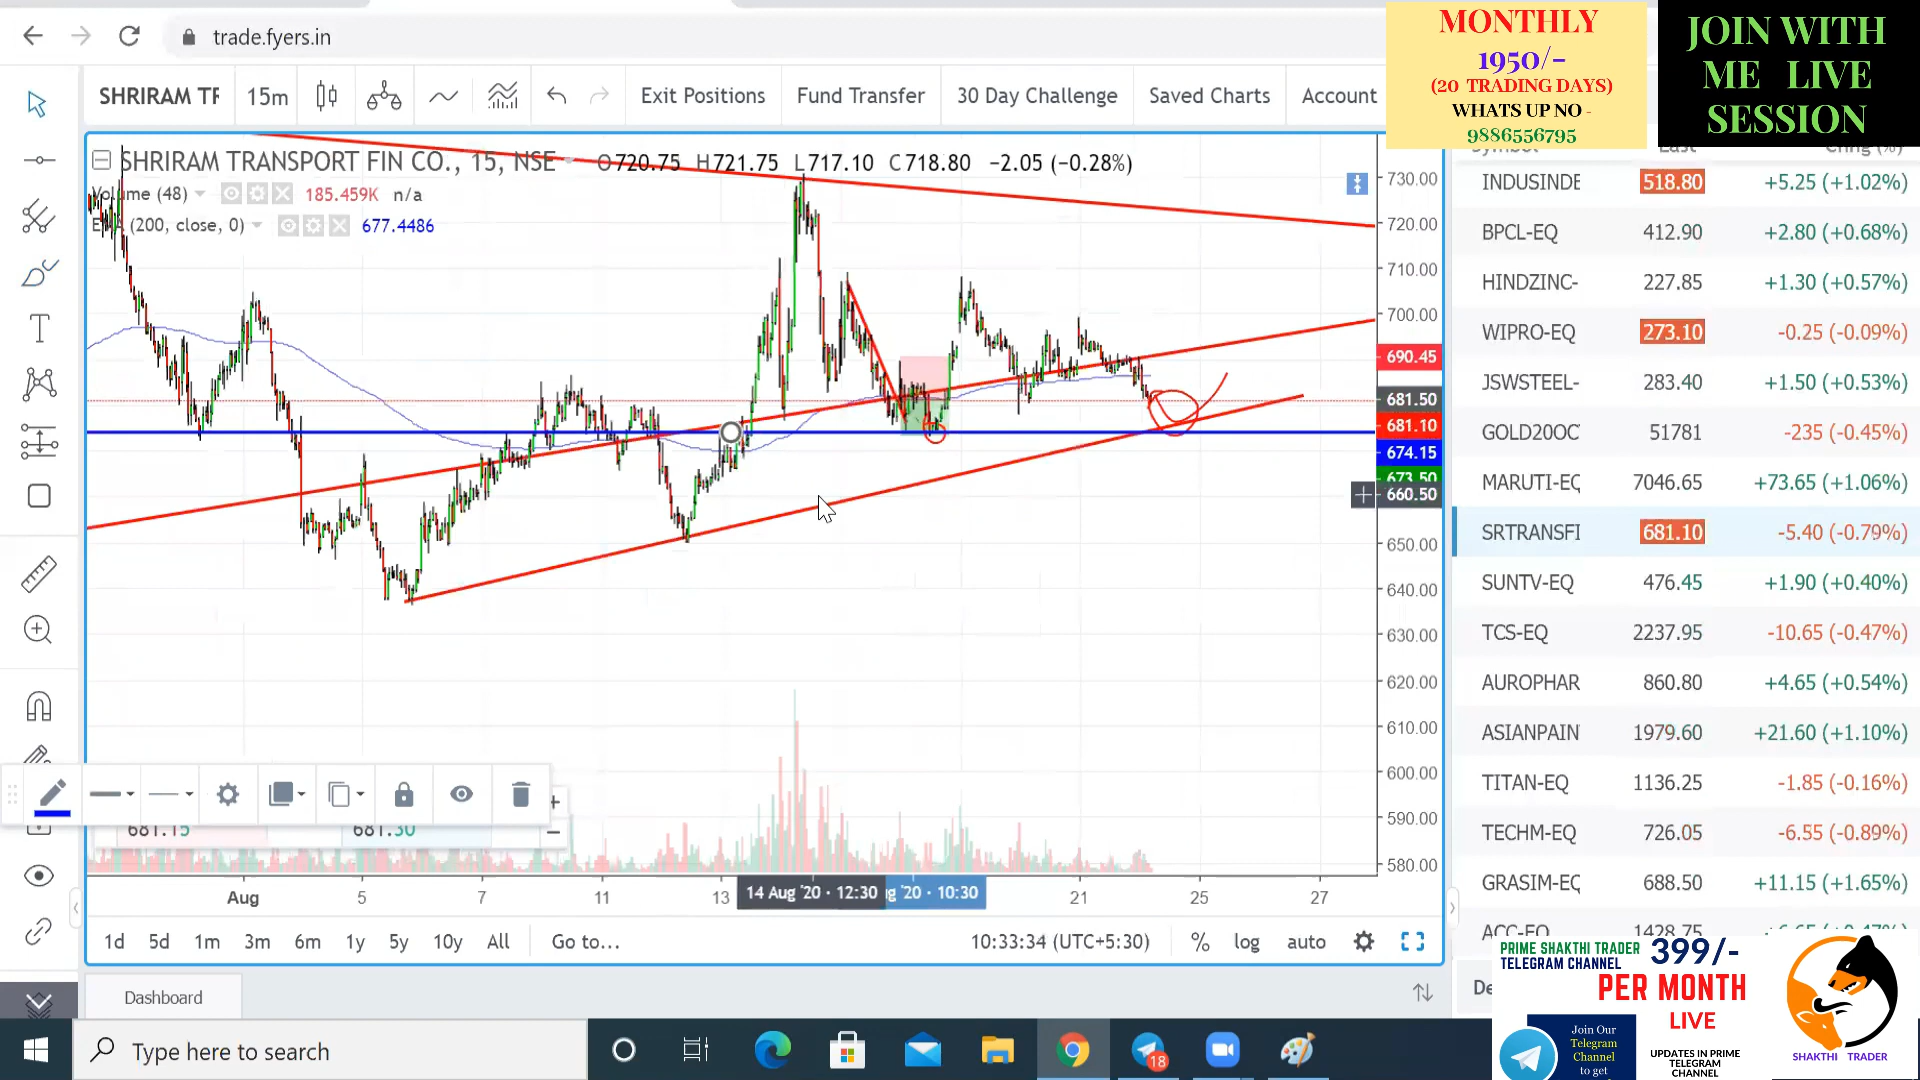 trade.fyers.in
MONTHLY
1950/-
(20 TRADING DAYS)
WHATS UP NO -
9886556795
JOIN WITH
ME LIVE
SESSION
SHRIRAM TF
15m
Exit Positions
Fund Transfer
30 Day Challenge
Saved Charts
Account
SHRIRAM TRANSPORT FIN CO., 15, NSE O720.75 H721.75 L717.10 C718.80 −2.05 (−0.28%)
Volume (48) 185.459K n/a
(200, close, 0) 677.4486
730.00
720.00
710.00
700.00
690.45
681.50
681.10
674.15
673.50
660.50
650.00
640.00
630.00
620.00
610.00
600.00
590.00
580.00
681.15
681.30
Aug 5 7 11 13 14 Aug '20 · 12:30 '20 · 10:30 21 25 27
1d 5d 1m 3m 6m 1y 5y 10y All Go to...
10:33:34 (UTC+5:30) % log auto
Dashboard
INDUSINDE 518.80 +5.25 (+1.02%)
BPCL-EQ 412.90 +2.80 (+0.68%)
HINDZINC- 227.85 +1.30 (+0.57%)
WIPRO-EQ 273.10 -0.25 (-0.09%)
JSWSTEEL- 283.40 +1.50 (+0.53%)
GOLD20OC 51781 -235 (-0.45%)
MARUTI-EQ 7046.65 +73.65 (+1.06%)
SRTRANSFI 681.10 -5.40 (-0.79%)
SUNTV-EQ 476.45 +1.90 (+0.40%)
TCS-EQ 2237.95 -10.65 (-0.47%)
AUROPHAR 860.80 +4.65 (+0.54%)
ASIANPAIN 1979.60 +21.60 (+1.10%)
TITAN-EQ 1136.25 -1.85 (-0.16%)
TECHM-EQ 726.05 -6.55 (-0.89%)
GRASIM-EQ 688.50 +11.15 (+1.65%)
ACC-EQ 1428.75
PRIME SHAKTHI TRADER
TELEGRAM CHANNEL
399/-
PER MONTH
LIVE
UPDATES IN PRIME
TELEGRAM
CHANNEL
Join Our
Telegram
Channel
to get
SHAKTHI TRADER
Type here to search
18